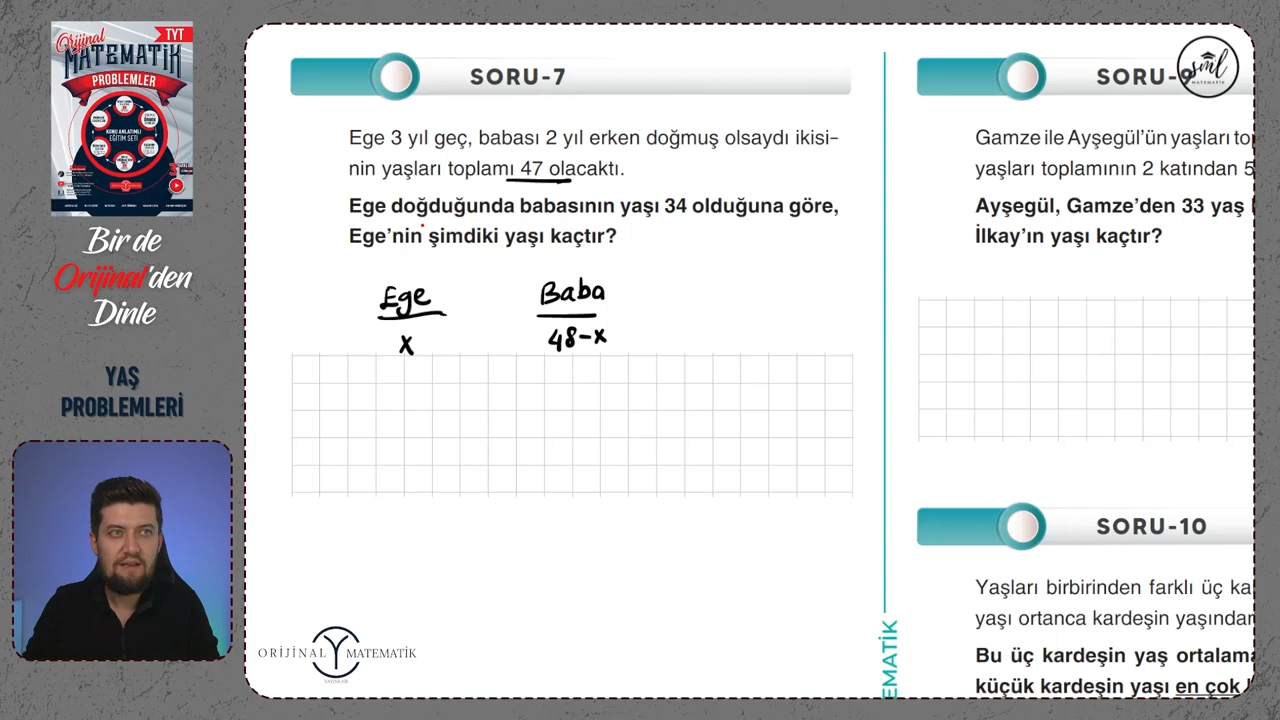 TYT
Orijinal
MATEMATİK
PROBLEMLER
KONU ANLATIMLI
EĞİTİM SETİ
Bir de
Orijinal'den
Dinle
YAŞ
PROBLEMLERİ
SORU-7
Ege 3 yıl geç, babası 2 yıl erken doğmuş olsaydı ikisi-
nin yaşları toplamı 47 olacaktı.
Ege doğduğunda babasının yaşı 34 olduğuna göre,
Ege'nin şimdiki yaşı kaçtır?
Ege Baba
x 48-x
ORİJİNAL MATEMATİK
YAYINLARI
EMATİK
SORU-9
sml
MATEMATİK
Gamze ile Ayşegül'ün yaşları top
yaşları toplamının 2 katından 5
Ayşegül, Gamze'den 33 yaş
İlkay'ın yaşı kaçtır?
SORU-10
Yaşları birbirinden farklı üç ka
yaşı ortanca kardeşin yaşından
Bu üç kardeşin yaş ortalama
küçük kardeşin yaşı en çok